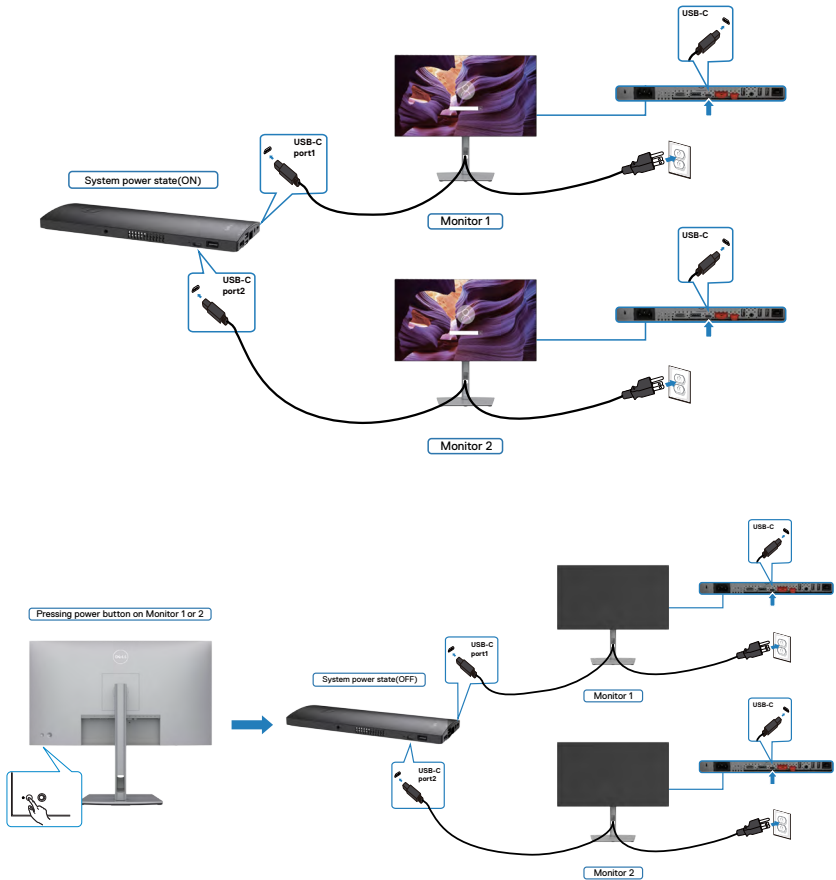 USB-C
USB-C
port1
System power state(ON)
Monitor 1
USB-C
USB-C
port2
Monitor 2
USB-C
Pressing power button on Monitor 1 or 2
DELL
USB-C
port1
System power state(OFF)
Monitor 1
USB-C
USB-C
port2
Monitor 2